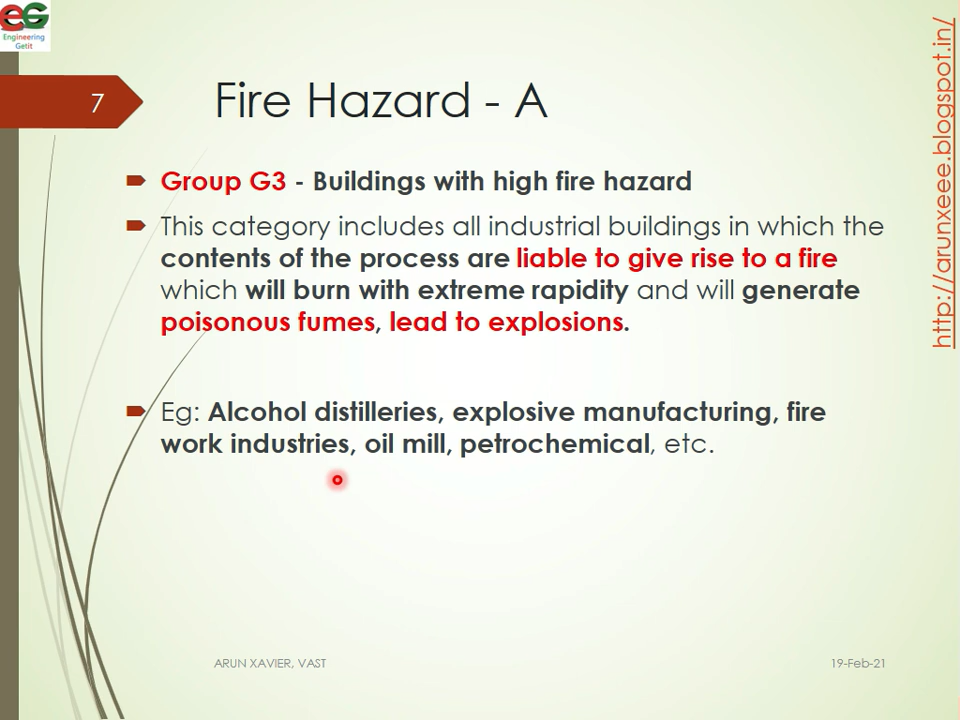 eG
Engineering
Getit
7
Fire Hazard - A
http://arunxeee.blogspot.in/
Group G3 - Buildings with high fire hazard
This category includes all industrial buildings in which the
contents of the process are liable to give rise to a fire
which will burn with extreme rapidity and will generate
poisonous fumes, lead to explosions.
Eg: Alcohol distilleries, explosive manufacturing, fire
work industries, oil mill, petrochemical, etc.
ARUN XAVIER, VAST
19-Feb-21